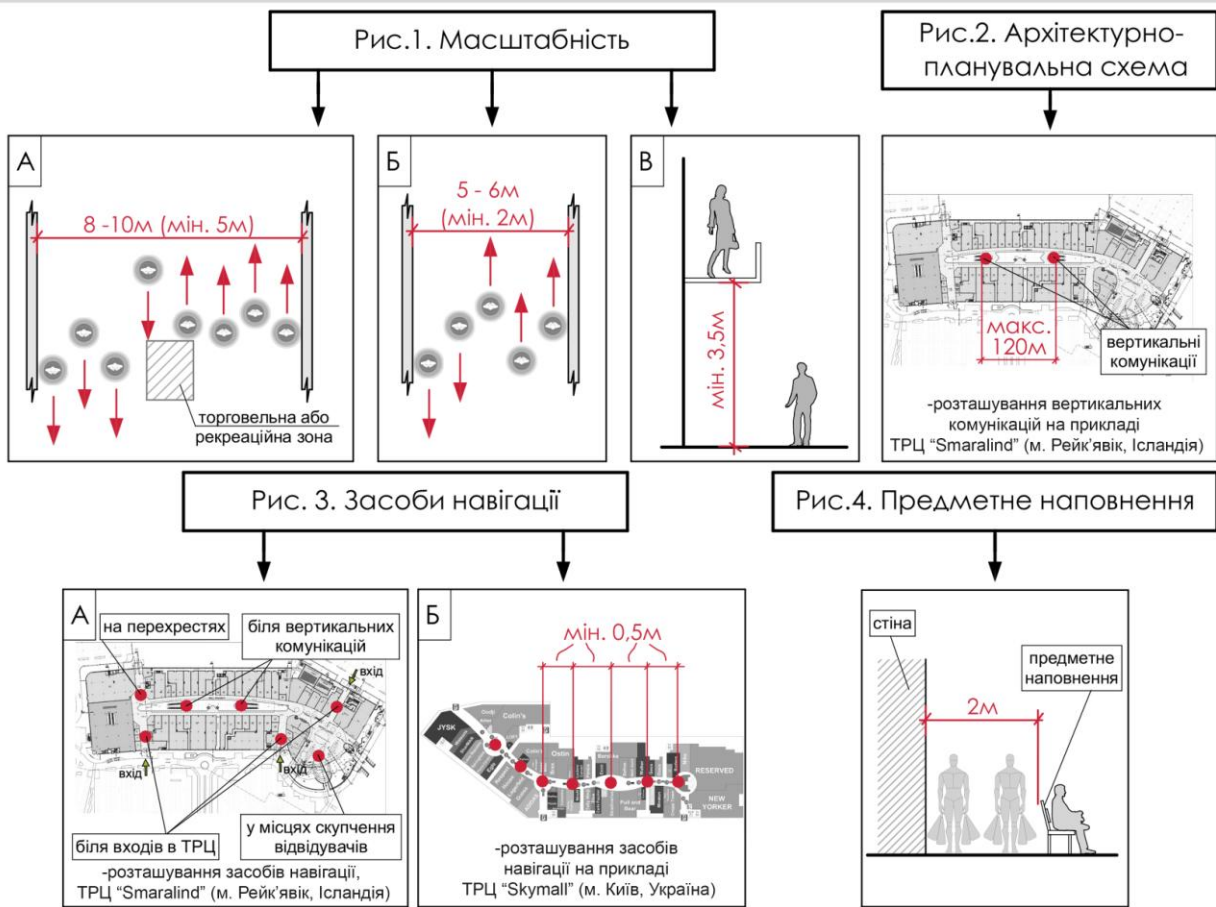 Рис.1. Масштабність
Рис.2. Архітектурно-
планувальна схема
А
8 -10м (мін. 5м)
торговельна або
рекреаційна зона
Б
5 - 6м
(мін. 2м)
В
мін. 3,5м
макс.
120м
вертикальні
комунікації
-розташування вертикальних
комунікацій на прикладі
ТРЦ “Smaralind” (м. Рейк’явік, Ісландія)
Рис. 3. Засоби навігації
Рис.4. Предметне наповнення
А
на перехрестях
біля вертикальних
комунікацій
вхід
вхід
вхід
біля входів в ТРЦ
у місцях скупчення
відвідувачів
-розташування засобів навігації,
ТРЦ “Smaralind” (м. Рейк’явік, Ісландія)
Б
мін. 0,5м
JYSK
Colin's
Ostin
RESERVED
NEW
YORKER
-розташування засобів
навігації на прикладі
ТРЦ “Skymall” (м. Київ, Україна)
стіна
предметне
наповнення
2м